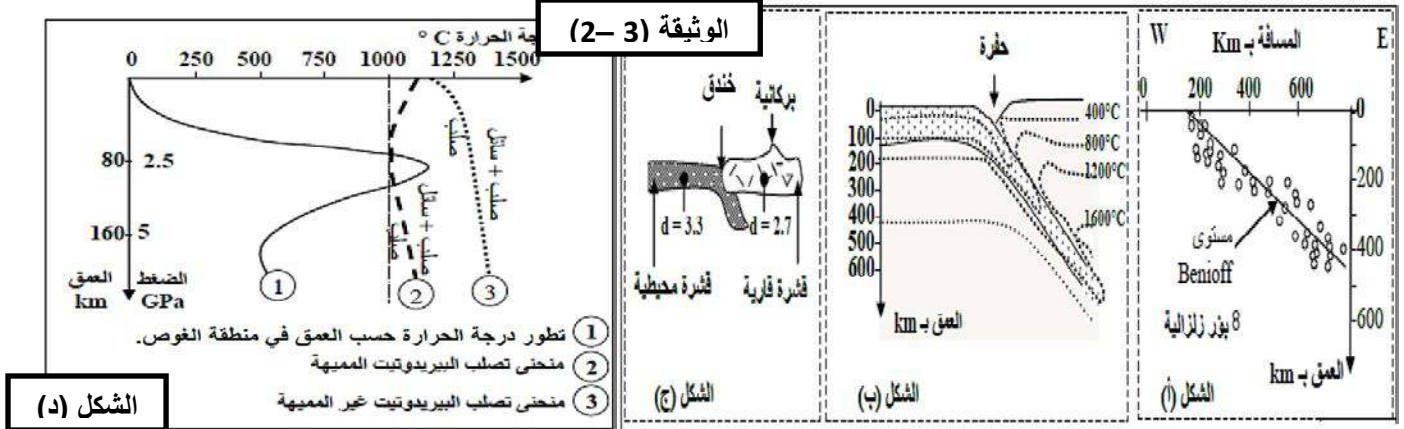 الوثيقة (3 –2)
W المسافة بـ Km E
0 200 400 600
0
200
400
600
مستوى
Benioff
8 بؤر زلزالية
العمق بـ km
الشكل (أ)
حفرة
0
100
200
300
400
500
600
400°C
800°C
1200°C
1600°C
العمق بـ km
الشكل (ب)
خندق
بركانية
d = 3.3
d = 2.7
قشرة محيطية
قشرة قارية
الشكل (ج)
جة الحرارة C °
0 250 500 750 1000 1250 1500
80 2.5
160 5
صلب
صلب + سائل
صلب
صلب + سائل
1
2
3
العمق
km
الضغط
GPa
1 تطور درجة الحرارة حسب العمق في منطقة الغوص.
2 منحنى تصلب البيريدوتيت المميهة
3 منحنى تصلب البيريدوتيت غير المميهة
الشكل (د)